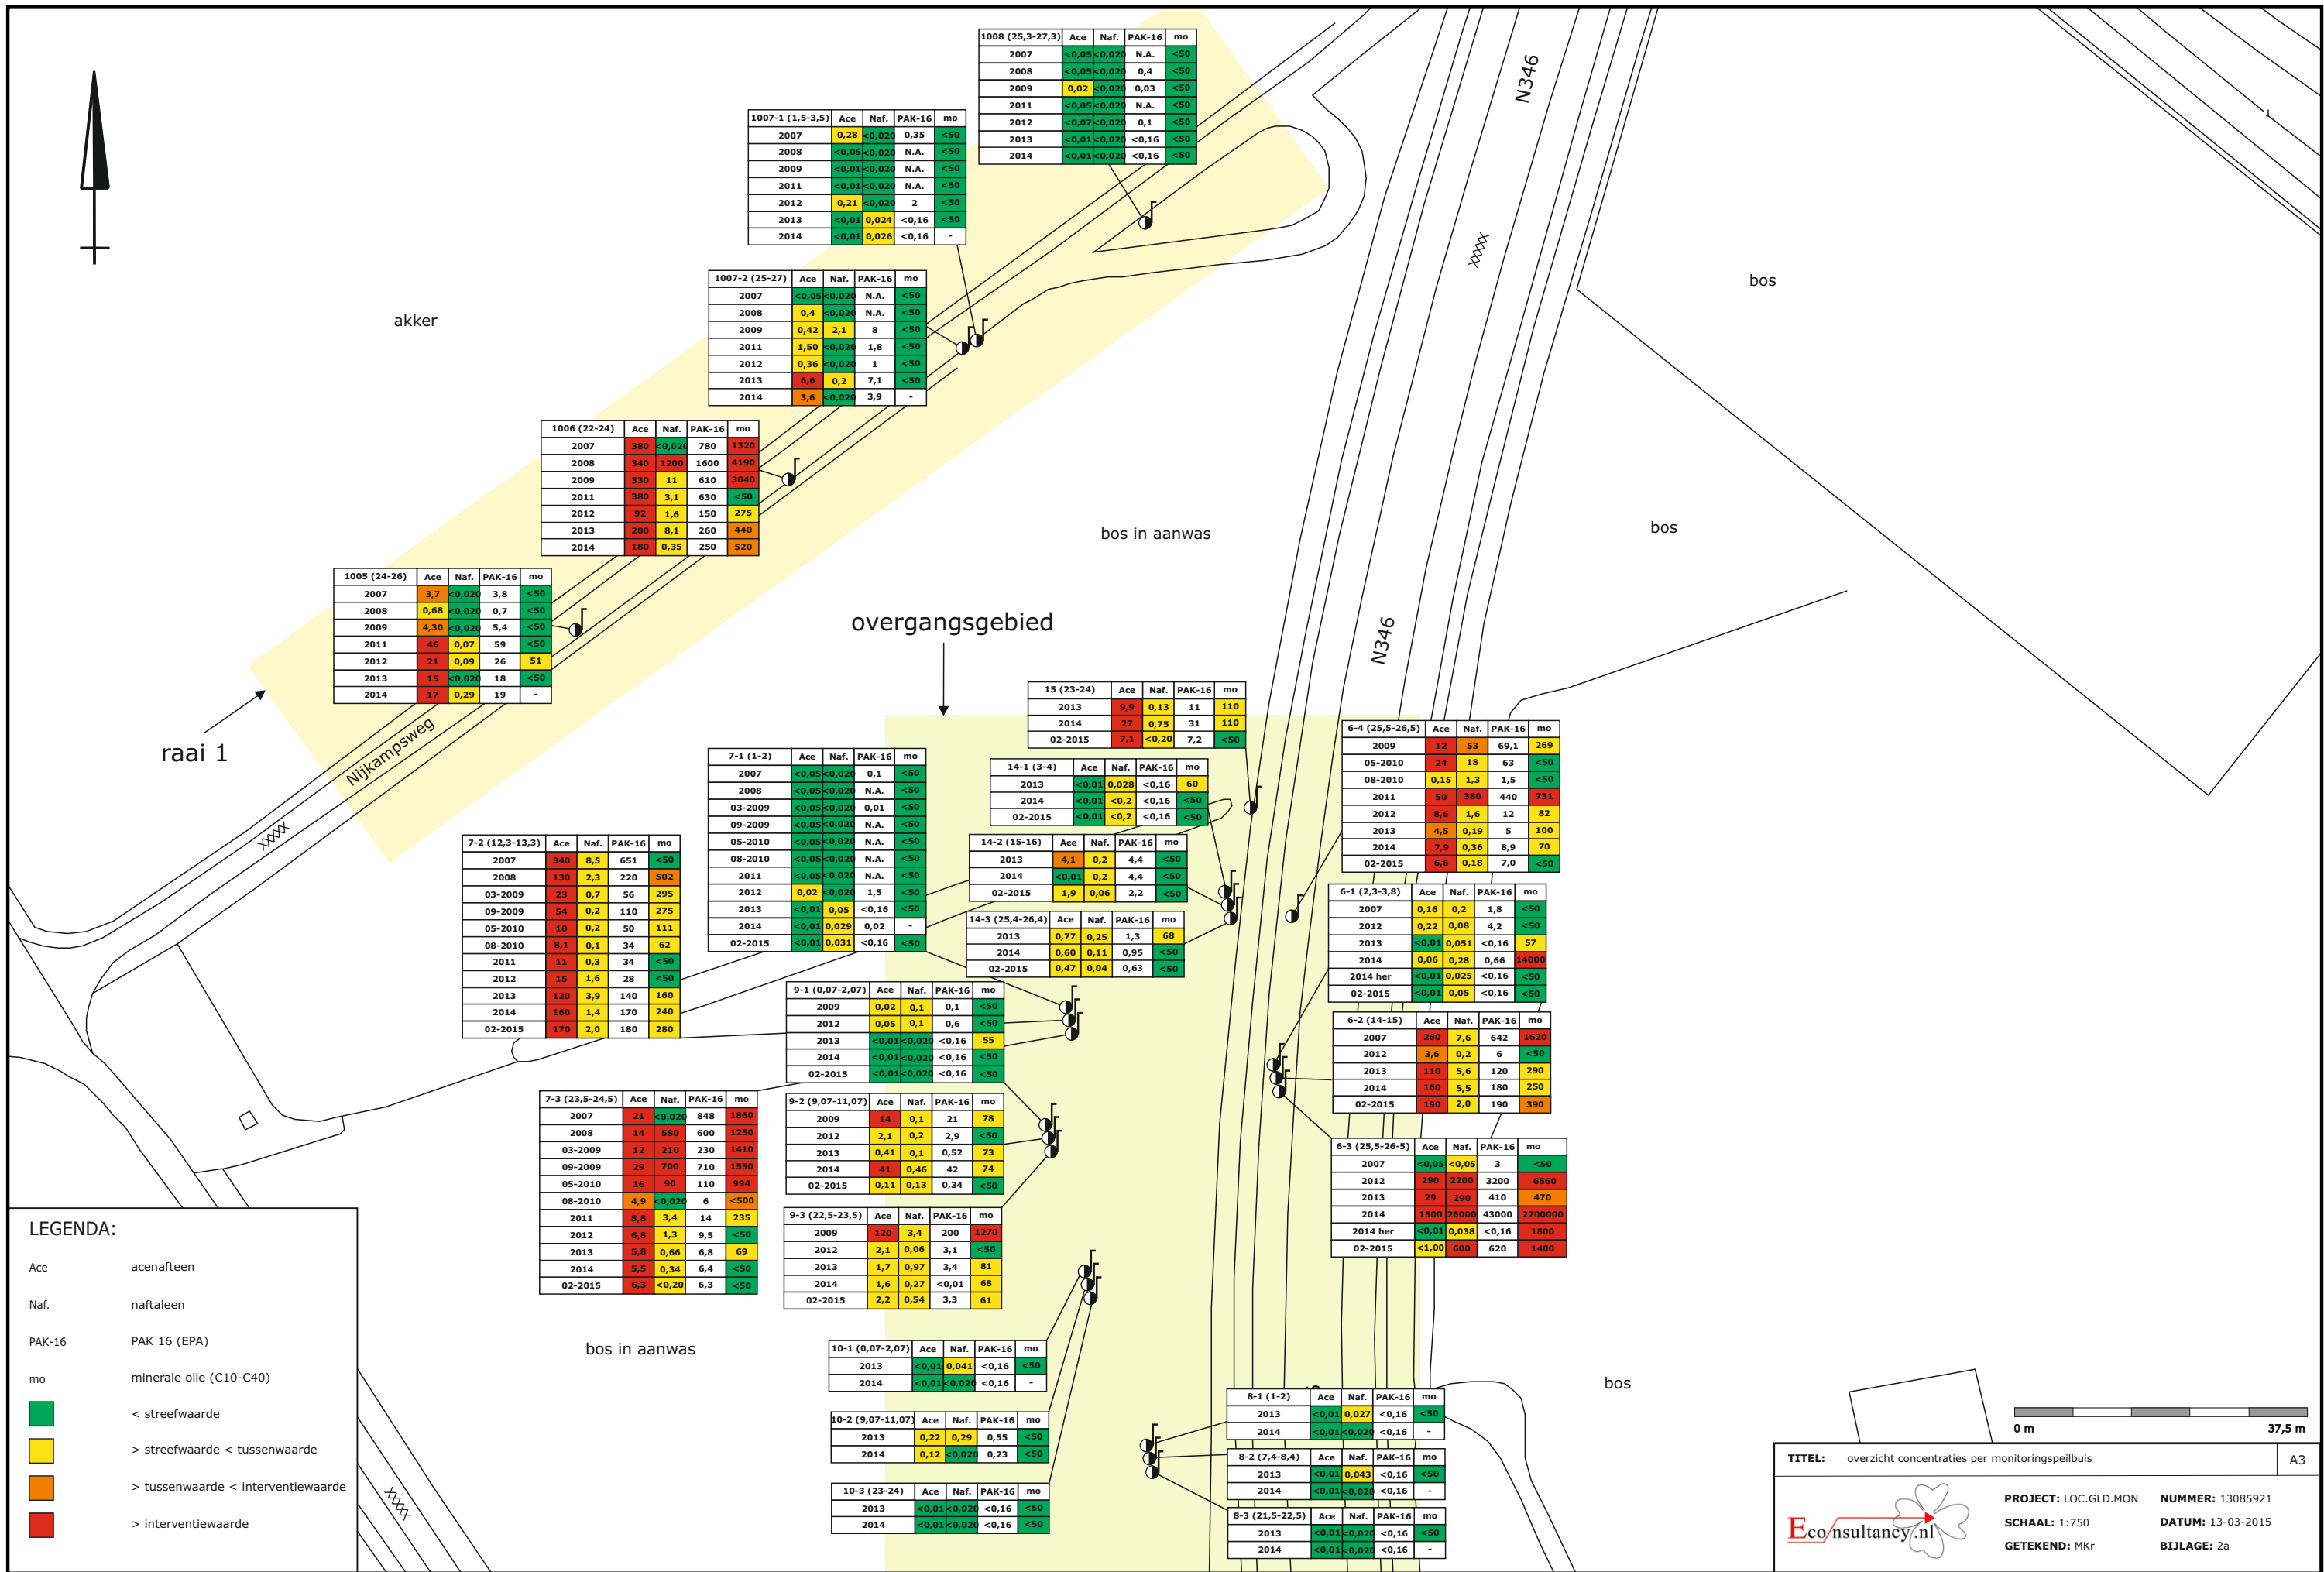 1008 (25,3-27,3) Ace Naf. PAK-16 mo
2007 <0,05 <0,020 N.A. <50
2008 <0,05 <0,020 0,4 <50
2009 0,02 <0,020 0,03 <50
2011 <0,05 <0,020 N.A. <50
2012 <0,07 <0,020 0,1 <50
2013 <0,01 <0,020 <0,16 <50
2014 <0,01 <0,020 <0,16 <50
N346
1007-1 (1,5-3,5) Ace Naf. PAK-16 mo
2007 0,28 <0,020 0,35 <50
2008 <0,05 <0,020 N.A. <50
2009 <0,01 <0,020 N.A. <50
2011 <0,01 <0,020 N.A. <50
2012 0,21 <0,020 2 <50
2013 <0,01 0,024 <0,16 <50
2014 <0,01 0,026 <0,16 -
1007-2 (25-27) Ace Naf. PAK-16 mo
2007 <0,05 <0,020 N.A. <50
2008 0,4 <0,020 N.A. <50
2009 0,42 2,1 8 <50
2011 1,50 <0,020 1,8 <50
2012 0,36 <0,020 1 <50
2013 6,6 0,2 7,1 <50
2014 3,6 <0,020 3,9 -
akker
bos
1006 (22-24) Ace Naf. PAK-16 mo
2007 380 <0,020 780 1320
2008 340 1200 1600 4190
2009 330 11 610 3040
2011 380 3,1 630 <50
2012 92 1,6 150 275
2013 200 8,1 260 440
2014 180 0,35 250 520
bos in aanwas
bos
1005 (24-26) Ace Naf. PAK-16 mo
2007 3,7 <0,020 3,8 <50
2008 0,68 <0,020 0,7 <50
2009 4,30 <0,020 5,4 <50
2011 46 0,07 59 <50
2012 21 0,09 26 51
2013 15 <0,020 18 <50
2014 17 0,29 19 -
overgangsgebied
N346
raai 1
Nijkampsweg
15 (23-24) Ace Naf. PAK-16 mo
2013 9,9 0,13 11 110
2014 27 0,75 31 110
02-2015 7,1 <0,20 7,2 <50
6-4 (25,5-26,5) Ace Naf. PAK-16 mo
2009 12 53 69,1 269
05-2010 24 18 63 <50
08-2010 0,15 1,3 1,5 <50
2011 50 380 440 731
2012 8,6 1,6 12 82
2013 4,5 0,19 5 100
2014 7,9 0,36 8,9 70
02-2015 6,6 0,18 7,0 <50
7-1 (1-2) Ace Naf. PAK-16 mo
2007 <0,05 <0,020 0,1 <50
2008 <0,05 <0,020 N.A. <50
03-2009 <0,05 <0,020 0,01 <50
09-2009 <0,05 <0,020 N.A. <50
05-2010 <0,05 <0,020 N.A. <50
08-2010 <0,05 <0,020 N.A. <50
2011 <0,05 <0,020 N.A. <50
2012 0,02 <0,020 1,5 <50
2013 <0,01 0,05 <0,16 <50
2014 <0,01 0,029 0,02 -
02-2015 <0,01 0,031 <0,16 <50
14-1 (3-4) Ace Naf. PAK-16 mo
2013 <0,01 0,028 <0,16 60
2014 <0,01 <0,2 <0,16 <50
02-2015 <0,01 <0,2 <0,16 <50
14-2 (15-16) Ace Naf. PAK-16 mo
2013 4,1 0,2 4,4 <50
2014 <0,01 0,2 4,4 <50
02-2015 1,9 0,06 2,2 <50
14-3 (25,4-26,4) Ace Naf. PAK-16 mo
2013 0,77 0,25 1,3 68
2014 0,60 0,11 0,95 <50
02-2015 0,47 0,04 0,63 <50
7-2 (12,3-13,3) Ace Naf. PAK-16 mo
2007 340 8,5 651 <50
2008 130 2,3 220 502
03-2009 23 0,7 56 295
09-2009 54 0,2 110 275
05-2010 10 0,2 50 111
08-2010 8,1 0,1 34 62
2011 11 0,3 34 <50
2012 15 1,6 28 <50
2013 120 3,9 140 160
2014 160 1,4 170 240
02-2015 170 2,0 180 280
6-1 (2,3-3,8) Ace Naf. PAK-16 mo
2007 0,16 0,2 1,8 <50
2012 0,22 0,08 4,2 <50
2013 <0,01 0,051 <0,16 57
2014 0,06 0,28 0,66 14000
2014 her <0,01 0,025 <0,16 <50
02-2015 <0,01 0,05 <0,16 <50
9-1 (0,07-2,07) Ace Naf. PAK-16 mo
2009 0,02 0,1 0,1 <50
2012 0,05 0,1 0,6 <50
2013 <0,01 <0,020 <0,16 55
2014 <0,01 <0,020 <0,16 <50
02-2015 <0,01 <0,020 <0,16 <50
6-2 (14-15) Ace Naf. PAK-16 mo
2007 260 7,6 642 1620
2012 3,6 0,2 6 <50
2013 110 5,6 120 290
2014 160 5,5 180 250
02-2015 190 2,0 190 390
7-3 (23,5-24,5) Ace Naf. PAK-16 mo
2007 21 <0,020 848 1860
2008 14 580 600 1250
03-2009 12 210 230 1410
09-2009 29 700 710 1550
05-2010 16 90 110 994
08-2010 4,9 <0,020 6 <500
2011 8,8 3,4 14 235
2012 6,8 1,3 9,5 <50
2013 5,8 0,66 6,8 69
2014 5,5 0,34 6,4 <50
02-2015 6,3 <0,20 6,3 <50
9-2 (9,07-11,07) Ace Naf. PAK-16 mo
2009 14 0,1 21 78
2012 2,1 0,2 2,9 <50
2013 0,41 0,1 0,52 73
2014 41 0,46 42 74
02-2015 0,11 0,13 0,34 <50
6-3 (25,5-26-5) Ace Naf. PAK-16 mo
2007 <0,05 <0,05 3 <50
2012 290 2200 3200 6560
2013 29 290 410 470
2014 1500 26000 43000 2700000
2014 her <0,01 0,038 <0,16 1800
02-2015 <1,00 600 620 1400
9-3 (22,5-23,5) Ace Naf. PAK-16 mo
2009 120 3,4 200 1270
2012 2,1 0,06 3,1 <50
2013 1,7 0,97 3,4 81
2014 1,6 0,27 <0,01 68
02-2015 2,2 0,54 3,3 61
bos in aanwas
10-1 (0,07-2,07) Ace Naf. PAK-16 mo
2013 <0,01 0,041 <0,16 <50
2014 <0,01 <0,020 <0,16 -
10-2 (9,07-11,07) Ace Naf. PAK-16 mo
2013 0,22 0,29 0,55 <50
2014 0,12 <0,020 0,23 <50
10-3 (23-24) Ace Naf. PAK-16 mo
2013 <0,01 <0,020 <0,16 <50
2014 <0,01 <0,020 <0,16 <50
8-1 (1-2) Ace Naf. PAK-16 mo
2013 <0,01 0,027 <0,16 <50
2014 <0,01 <0,020 <0,16 -
8-2 (7,4-8,4) Ace Naf. PAK-16 mo
2013 <0,01 0,043 <0,16 <50
2014 <0,01 <0,020 <0,16 -
8-3 (21,5-22,5) Ace Naf. PAK-16 mo
2013 <0,01 <0,020 <0,16 <50
2014 <0,01 <0,020 <0,16 -
bos
LEGENDA:
Ace acenafteen
Naf. naftaleen
PAK-16 PAK 16 (EPA)
mo minerale olie (C10-C40)
< streefwaarde
> streefwaarde < tussenwaarde
> tussenwaarde < interventiewaarde
> interventiewaarde
0 m 37,5 m
TITEL: overzicht concentraties per monitoringspeilbuis A3
Econsultancy.nl
PROJECT: LOC.GLD.MON NUMMER: 13085921
SCHAAL: 1:750 DATUM: 13-03-2015
GETEKEND: MKr BIJLAGE: 2a